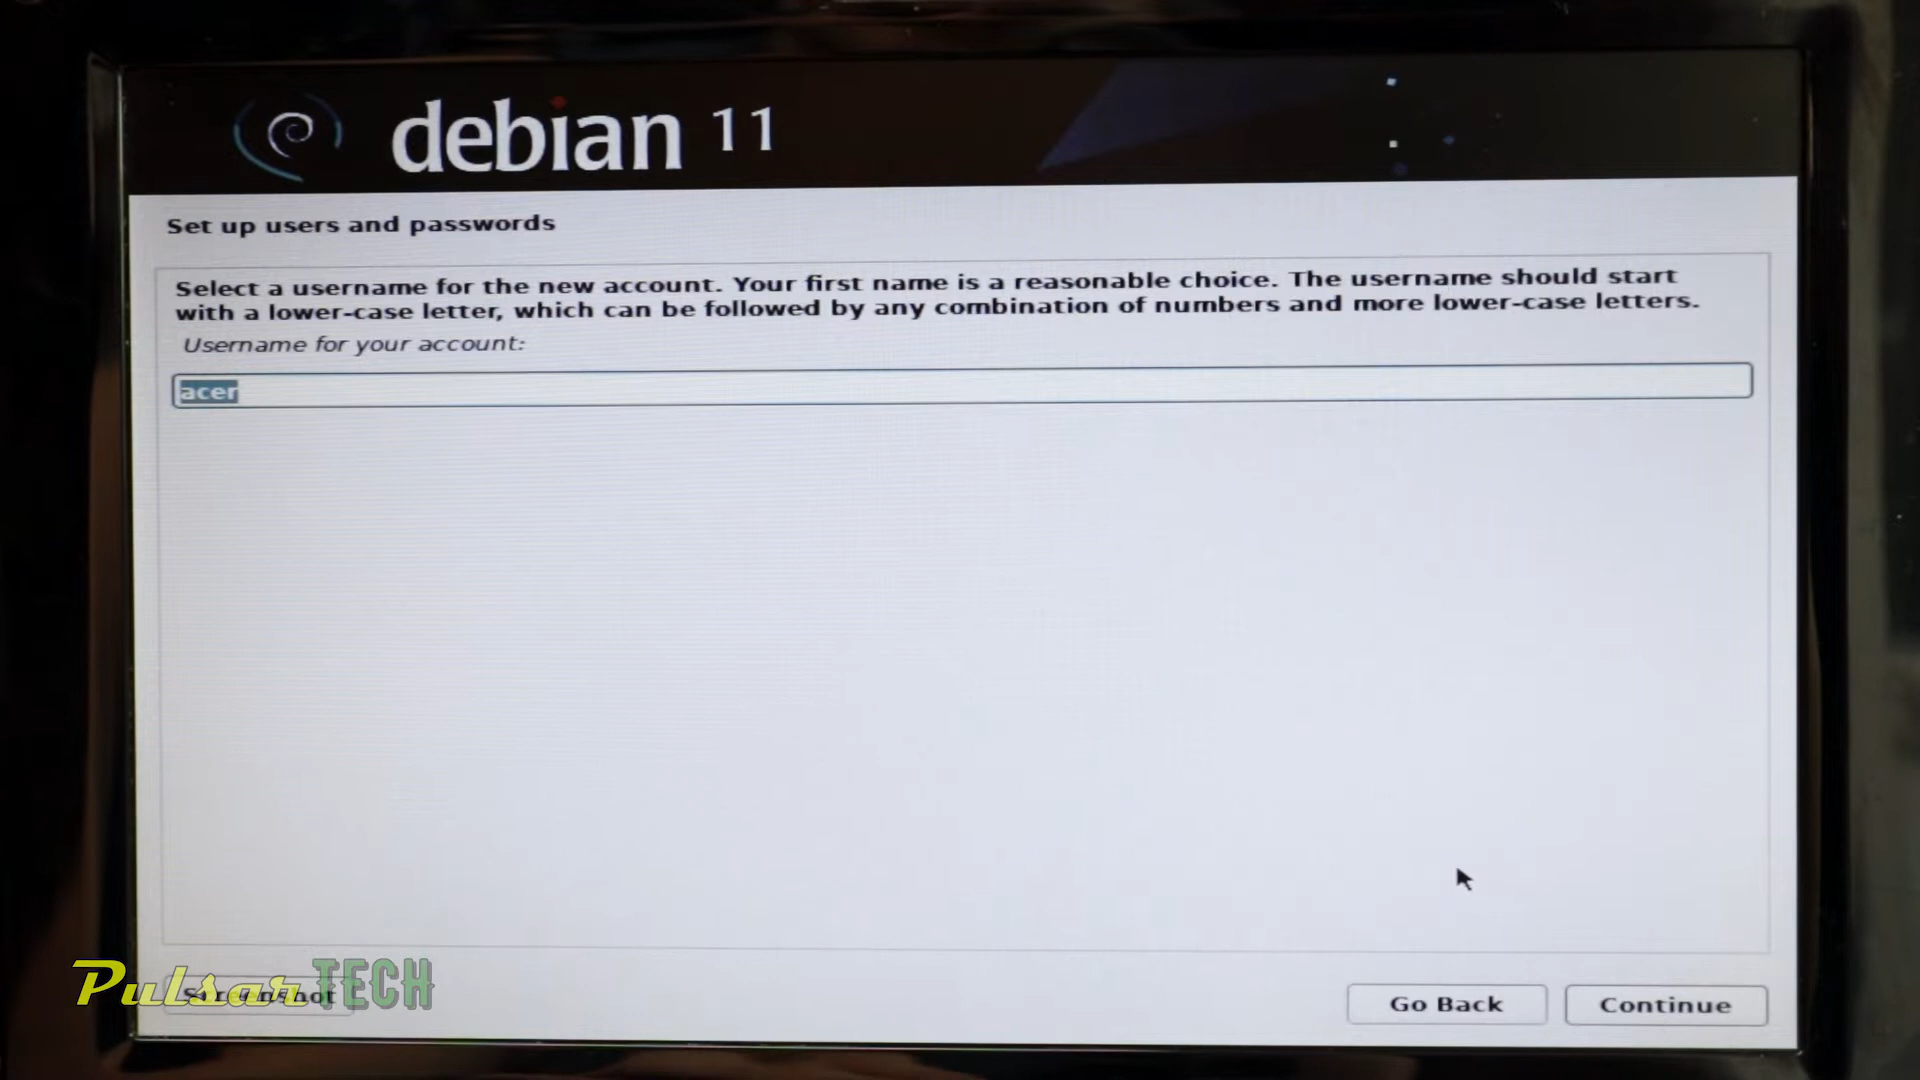 debian 11
Set up users and passwords
Select a username for the new account. Your first name is a reasonable choice. The username should start
with a lower-case letter, which can be followed by any combination of numbers and more lower-case letters.
Username for your account:
acer
Screenshot
PulsarTECH
Go Back
Continue